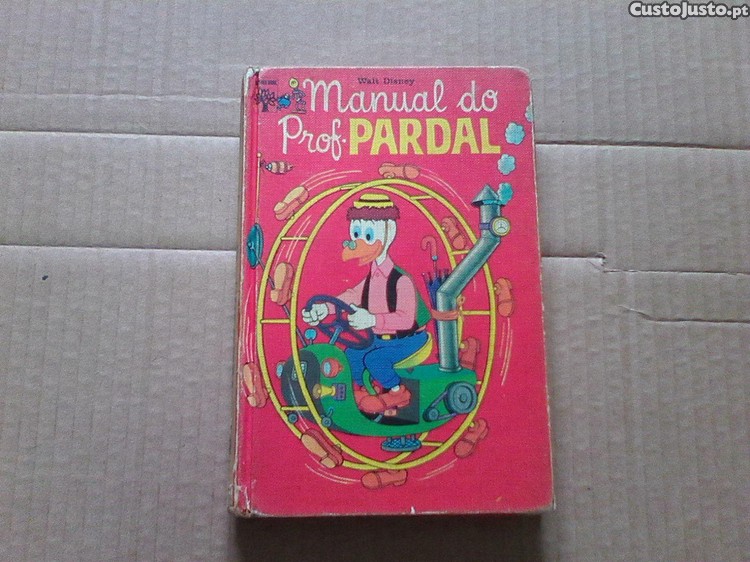 CustoJusto.pt
Walt Disney
Manual do
Prof. PARDAL